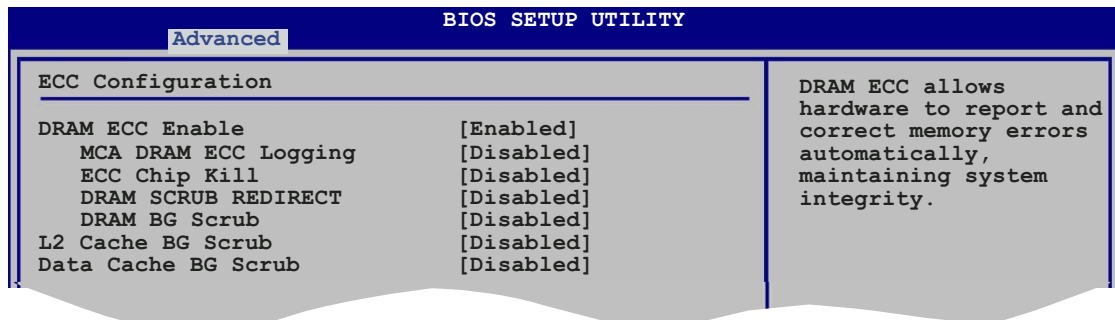 BIOS SETUP UTILITY
Advanced
ECC Configuration
DRAM ECC Enable [Enabled]
MCA DRAM ECC Logging [Disabled]
ECC Chip Kill [Disabled]
DRAM SCRUB REDIRECT [Disabled]
DRAM BG Scrub [Disabled]
L2 Cache BG Scrub [Disabled]
Data Cache BG Scrub [Disabled]
DRAM ECC allows
hardware to report and
correct memory errors
automatically,
maintaining system
integrity.